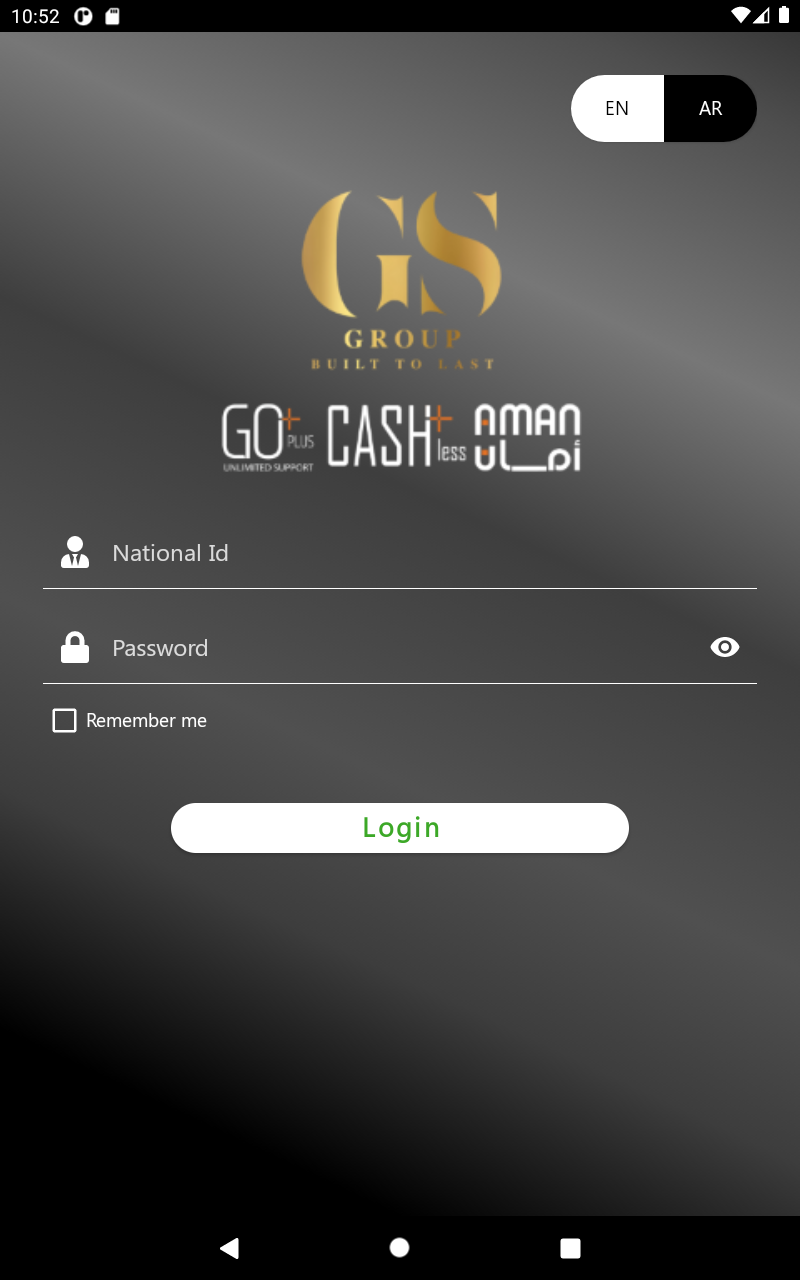 10:52
EN AR
GS
GROUP
BUILT TO LAST
GO+ PLUS
UNLIMITED SUPPORT
CASH+ less
AMAN
أمــان
National Id
Password
Remember me
Login